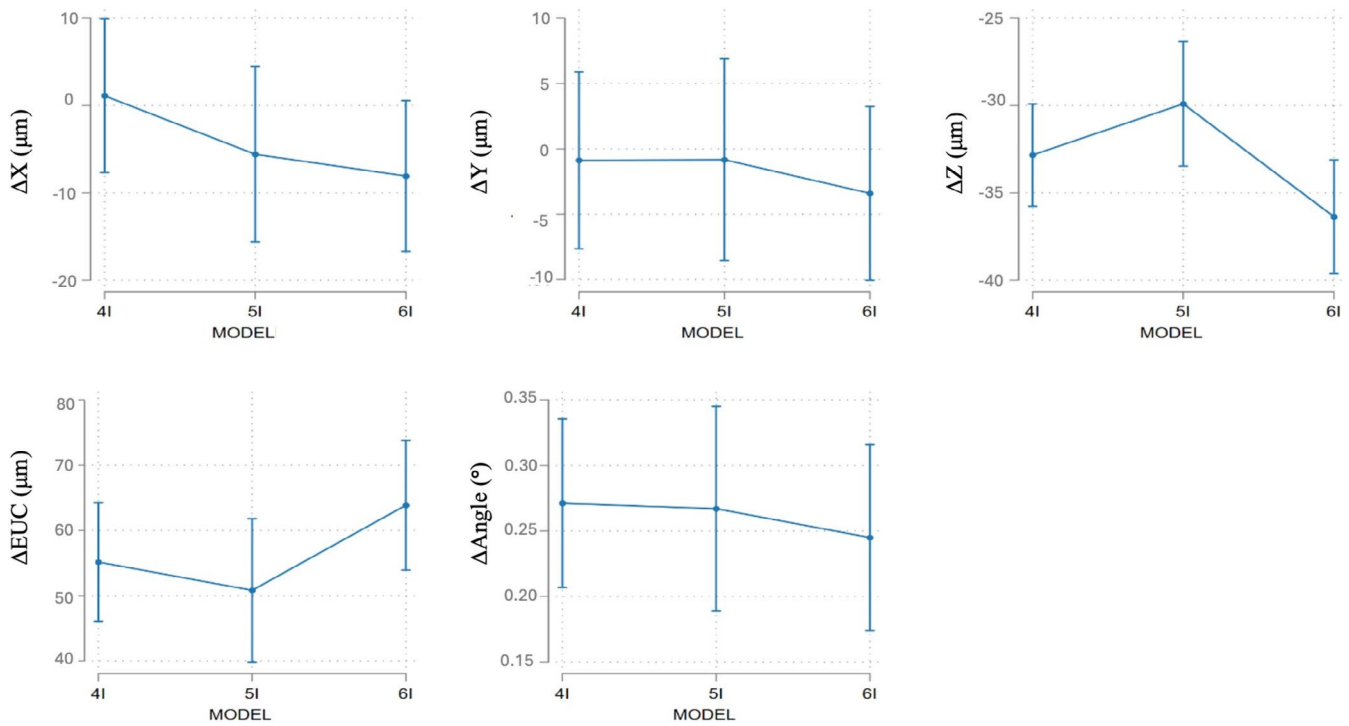 ΔX (μm)
10
0
-10
-20
4I 5I 6I
MODEL
ΔY (μm)
10
5
0
-5
-10
4I 5I 6I
MODEL
ΔZ (μm)
-25
-30
-35
-40
4I 5I 6I
MODEL
ΔEUC (μm)
80
70
60
50
40
4I 5I 6I
MODEL
ΔAngle (°)
0.35
0.30
0.25
0.20
0.15
4I 5I 6I
MODEL